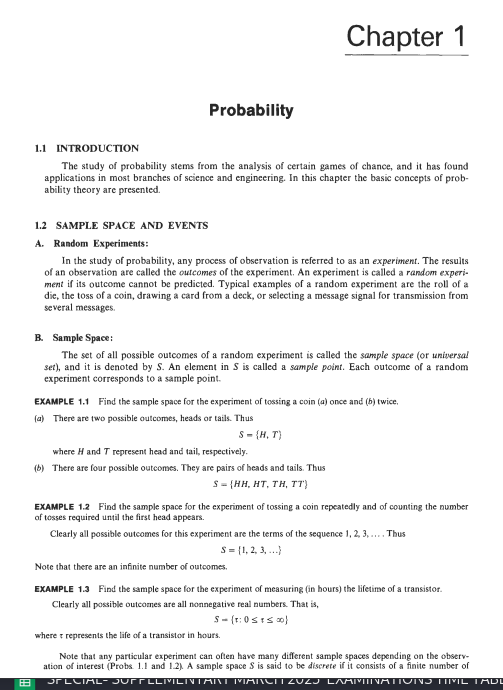 Chapter 1
Probability
1.1 INTRODUCTION
The study of probability stems from the analysis of certain games of chance, and it has found
applications in most branches of science and engineering. In this chapter the basic concepts of prob-
ability theory are presented.
1.2 SAMPLE SPACE AND EVENTS
A. Random Experiments:
In the study of probability, any process of observation is referred to as an experiment. The results
of an observation are called the outcomes of the experiment. An experiment is called a random experi-
ment if its outcome cannot be predicted. Typical examples of a random experiment are the roll of a
die, the toss of a coin, drawing a card from a deck, or selecting a message signal for transmission from
several messages.
B. Sample Space:
The set of all possible outcomes of a random experiment is called the sample space (or universal
set), and it is denoted by S. An element in S is called a sample point. Each outcome of a random
experiment corresponds to a sample point.
EXAMPLE 1.1 Find the sample space for the experiment of tossing a coin (a) once and (b) twice.
(a) There are two possible outcomes, heads or tails. Thus
S = {H, T}
where H and T represent head and tail, respectively.
(b) There are four possible outcomes. They are pairs of heads and tails. Thus
S = {HH, HT, TH, TT}
EXAMPLE 1.2 Find the sample space for the experiment of tossing a coin repeatedly and of counting the number
of tosses required until the first head appears.
Clearly all possible outcomes for this experiment are the terms of the sequence 1, 2, 3, .... Thus
S = {1, 2, 3, ...}
Note that there are an infinite number of outcomes.
EXAMPLE 1.3 Find the sample space for the experiment of measuring (in hours) the lifetime of a transistor.
Clearly all possible outcomes are all nonnegative real numbers. That is,
S = {τ: 0 ≤ τ ≤ ∞}
where τ represents the life of a transistor in hours.
Note that any particular experiment can often have many different sample spaces depending on the observ-
ation of interest (Probs. 1.1 and 1.2). A sample space S is said to be discrete if it consists of a finite number of
SPECIAL- SUPPLEMENTARY MARCH 2025 EXAMINATIONS TIME TABL